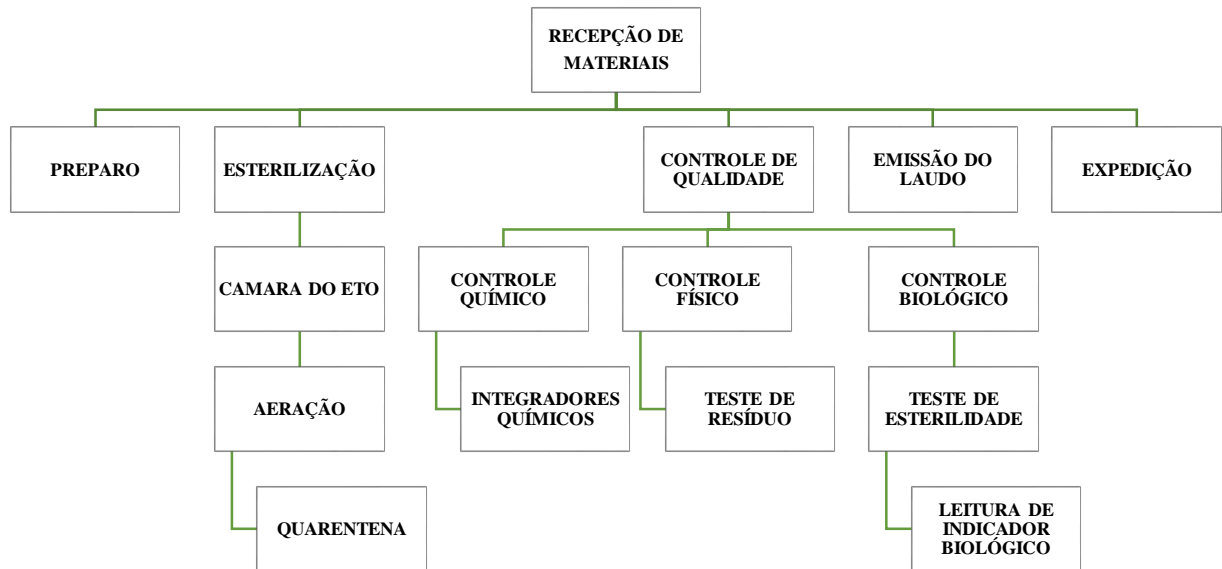 RECEPÇÃO DE
MATERIAIS
PREPARO
ESTERILIZAÇÃO
CONTROLE DE
QUALIDADE
EMISSÃO DO
LAUDO
EXPEDIÇÃO
CAMARA DO ETO
CONTROLE
QUÍMICO
CONTROLE
FÍSICO
CONTROLE
BIOLÓGICO
AERAÇÃO
INTEGRADORES
QUÍMICOS
TESTE DE
RESÍDUO
TESTE DE
ESTERILIDADE
QUARENTENA
LEITURA DE
INDICADOR
BIOLÓGICO